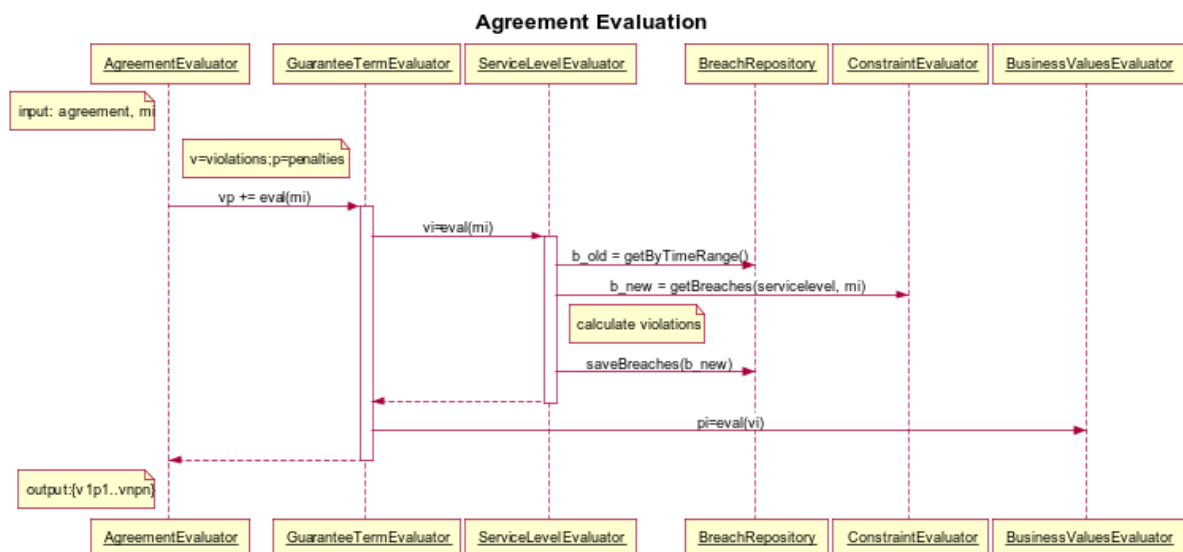 Agreement Evaluation
AgreementEvaluator
GuaranteeTermEvaluator
ServiceLevelEvaluator
BreachRepository
ConstraintEvaluator
BusinessValuesEvaluator
input: agreement, mi
v=violations;p=penalties
vp += eval(mi)
vi=eval(mi)
b_old = getByTimeRange()
b_new = getBreaches(servicelevel, mi)
calculate violations
saveBreaches(b_new)
pi=eval(vi)
output:{v1p1..vnpn}
AgreementEvaluator
GuaranteeTermEvaluator
ServiceLevelEvaluator
BreachRepository
ConstraintEvaluator
BusinessValuesEvaluator